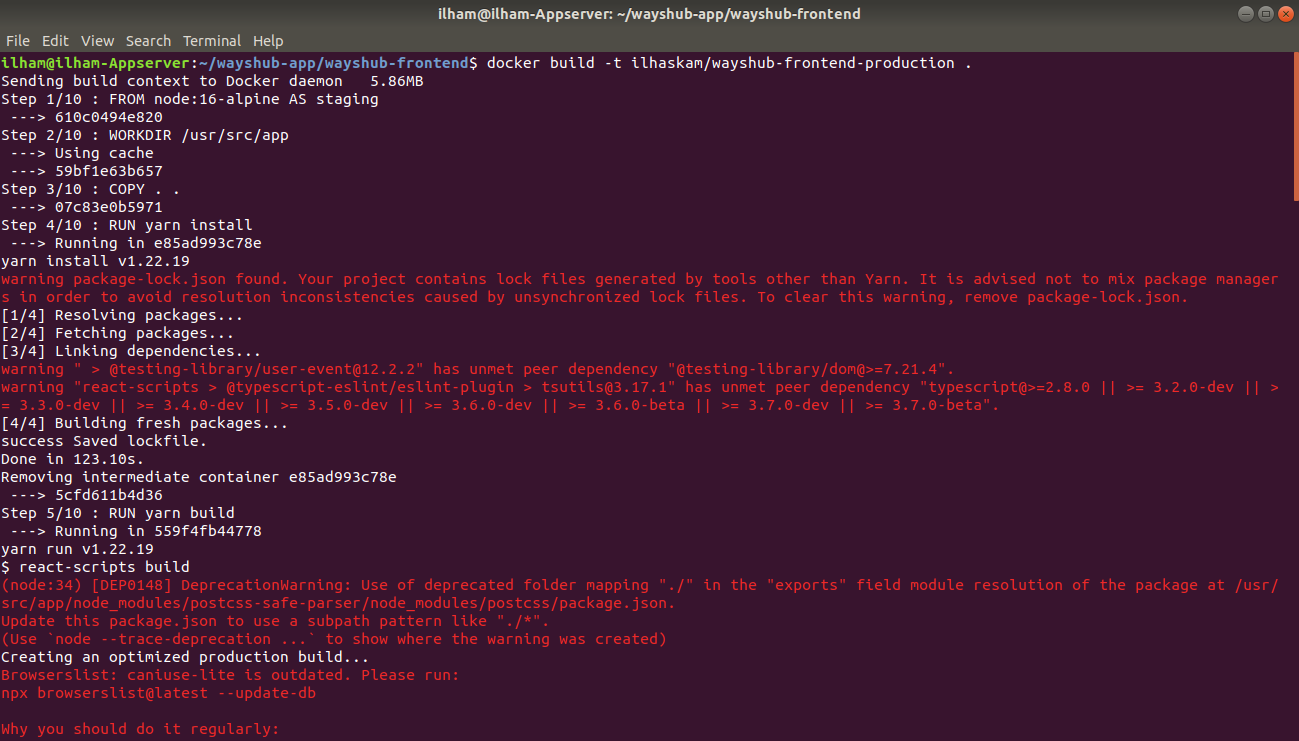 ilham@ilham-Appserver: ~/wayshub-app/wayshub-frontend
File Edit View Search Terminal Help
ilham@ilham-Appserver:~/wayshub-app/wayshub-frontend$ docker build -t ilhaskam/wayshub-frontend-production .
Sending build context to Docker daemon   5.86MB
Step 1/10 : FROM node:16-alpine AS staging
 ---> 610c0494e820
Step 2/10 : WORKDIR /usr/src/app
 ---> Using cache
 ---> 59bf1e63b657
Step 3/10 : COPY . .
 ---> 07c83e0b5971
Step 4/10 : RUN yarn install
 ---> Running in e85ad993c78e
yarn install v1.22.19
warning package-lock.json found. Your project contains lock files generated by tools other than Yarn. It is advised not to mix package manager
s in order to avoid resolution inconsistencies caused by unsynchronized lock files. To clear this warning, remove package-lock.json.
[1/4] Resolving packages...
[2/4] Fetching packages...
[3/4] Linking dependencies...
warning " > @testing-library/user-event@12.2.2" has unmet peer dependency "@testing-library/dom@>=7.21.4".
warning "react-scripts > @typescript-eslint/eslint-plugin > tsutils@3.17.1" has unmet peer dependency "typescript@>=2.8.0 || >= 3.2.0-dev || >
= 3.3.0-dev || >= 3.4.0-dev || >= 3.5.0-dev || >= 3.6.0-dev || >= 3.6.0-beta || >= 3.7.0-dev || >= 3.7.0-beta".
[4/4] Building fresh packages...
success Saved lockfile.
Done in 123.10s.
Removing intermediate container e85ad993c78e
 ---> 5cfd611b4d36
Step 5/10 : RUN yarn build
 ---> Running in 559f4fb44778
yarn run v1.22.19
$ react-scripts build
(node:34) [DEP0148] DeprecationWarning: Use of deprecated folder mapping "./" in the "exports" field module resolution of the package at /usr/
src/app/node_modules/postcss-safe-parser/node_modules/postcss/package.json.
Update this package.json to use a subpath pattern like "./*".
(Use `node --trace-deprecation ...` to show where the warning was created)
Creating an optimized production build...
Browserslist: caniuse-lite is outdated. Please run:
npx browserslist@latest --update-db

Why you should do it regularly: